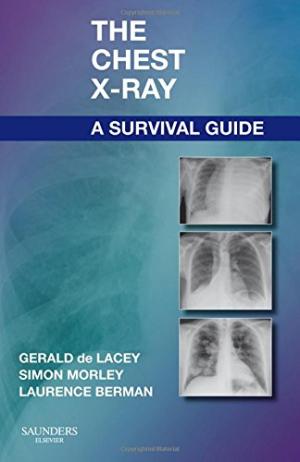 THE
CHEST
X-RAY
A SURVIVAL GUIDE
GERALD de LACEY
SIMON MORLEY
LAURENCE BERMAN
SAUNDERS
ELSEVIER